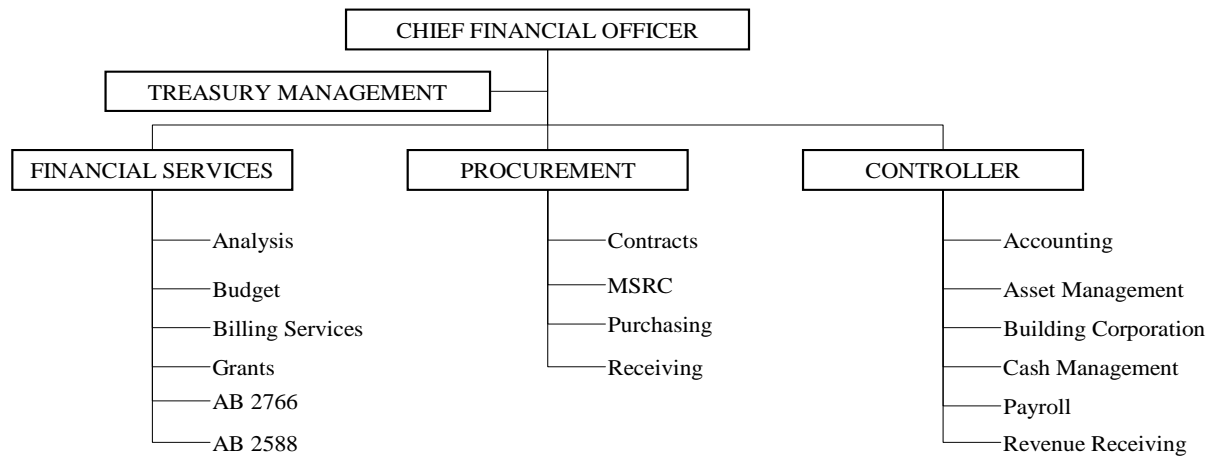 CHIEF FINANCIAL OFFICER
TREASURY MANAGEMENT
FINANCIAL SERVICES
Analysis
Budget
Billing Services
Grants
AB 2766
AB 2588
PROCUREMENT
Contracts
MSRC
Purchasing
Receiving
CONTROLLER
Accounting
Asset Management
Building Corporation
Cash Management
Payroll
Revenue Receiving